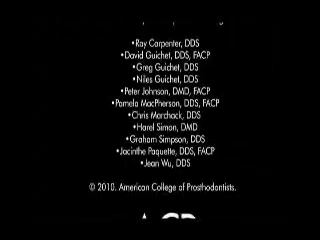 •Ray Carpenter, DDS
•David Guichet, DDS, FACP
•Greg Guichet, DDS
•Niles Guichet, DDS
•Peter Johnson, DMD, FACP
•Pamela MacPherson, DDS, FACP
•Chris Marchack, DDS
•Harel Simon, DMD
•Graham Simpson, DDS
•Jacinthe Paquette, DDS, FACP
•Jean Wu, DDS
© 2010. American College of Prosthodontists.